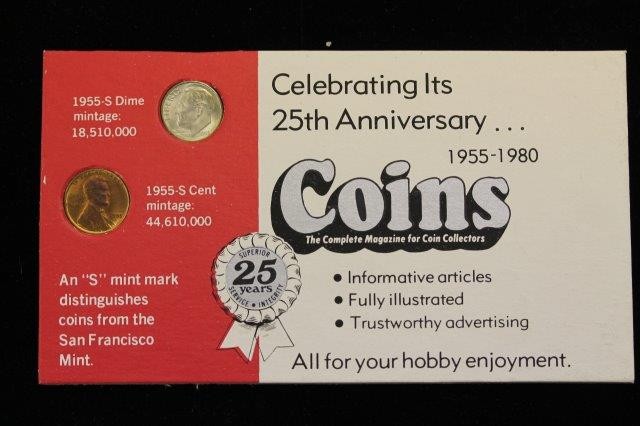 1955-S Dime
mintage:
18,510,000
1955-S Cent
mintage:
44,610,000
An "S" mint mark
distinguishes
coins from the
San Francisco
Mint.
SUPERIOR
25
years
SERVICE • INTEGRITY
Celebrating Its
25th Anniversary ...
1955-1980
Coins
The Complete Magazine for Coin Collectors
• Informative articles
• Fully illustrated
• Trustworthy advertising
All for your hobby enjoyment.